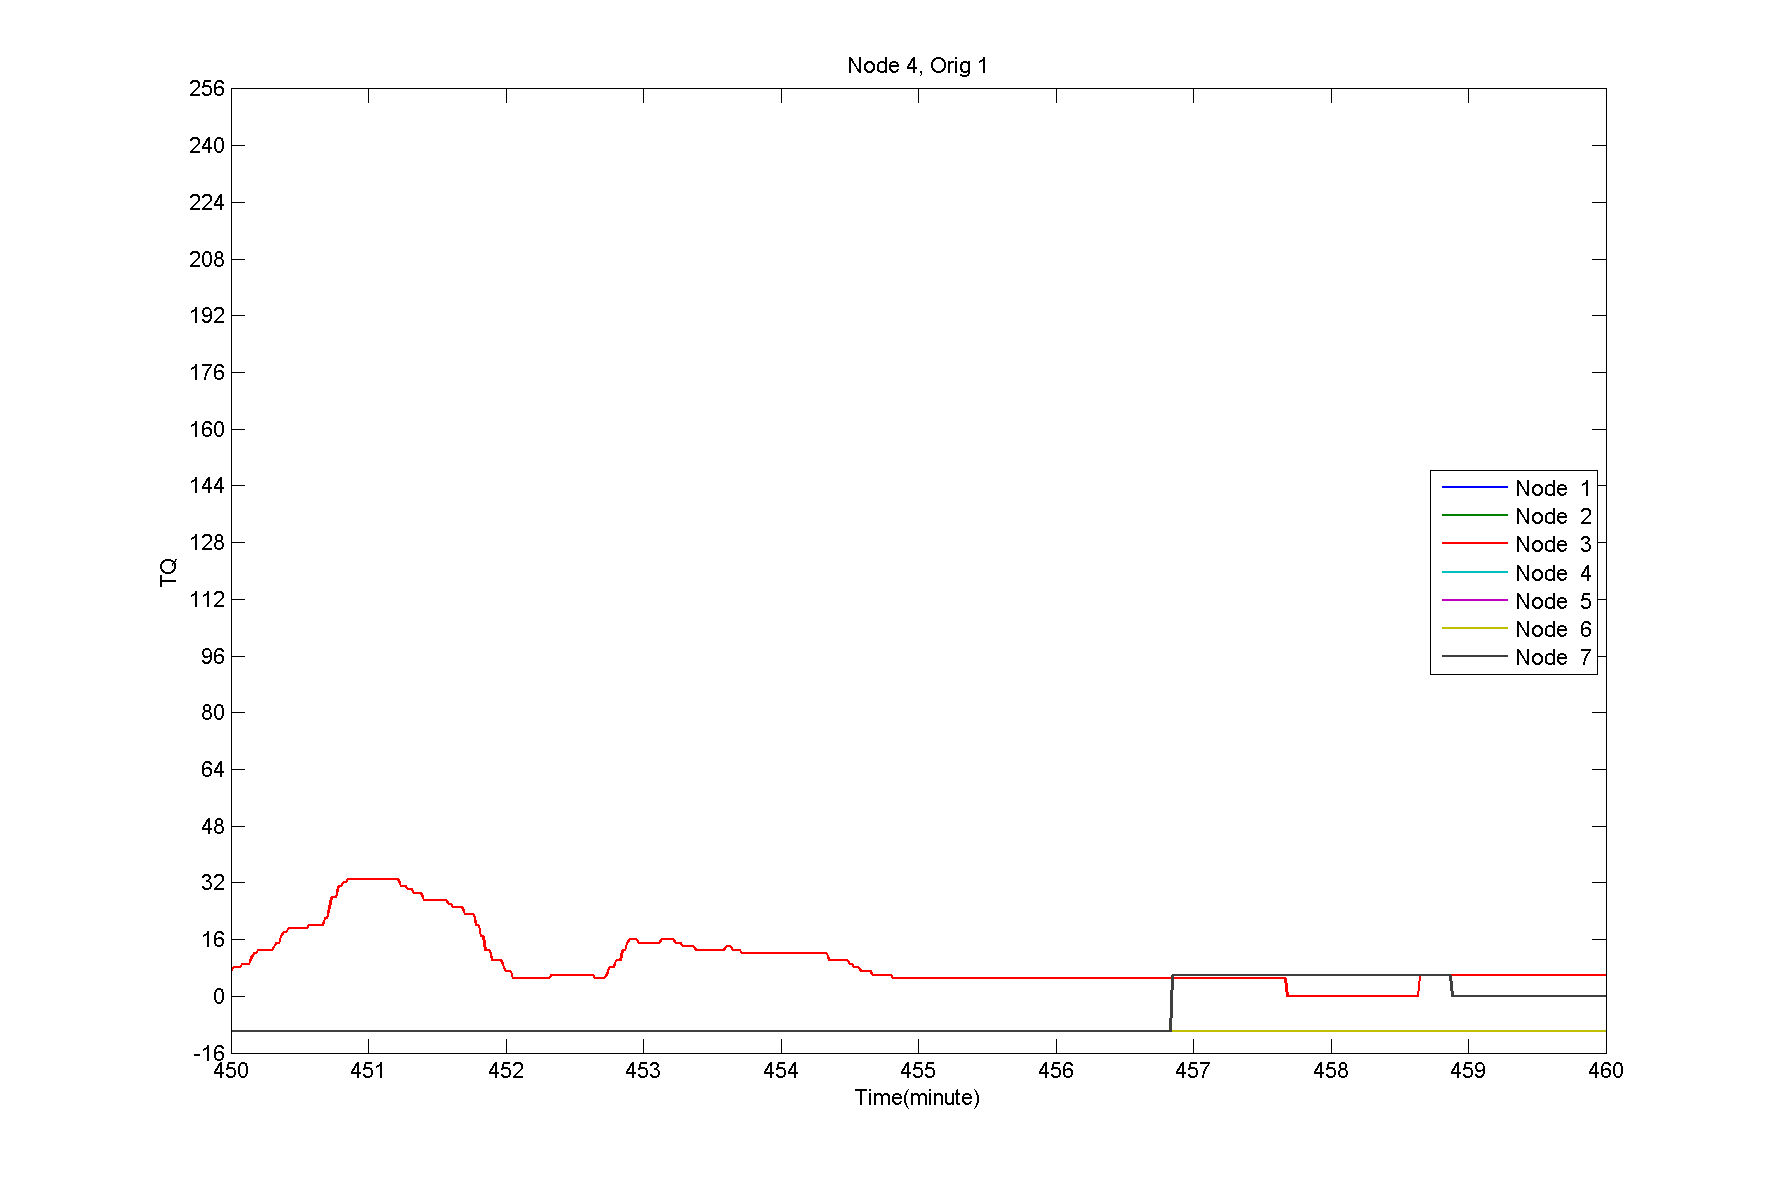 Node 4, Orig 1
256
240
224
208
192
176
160
144
128
112
96
80
64
48
32
16
0
-16
TQ
450 451 452 453 454 455 456 457 458 459 460
Time(minute)
Node 1
Node 2
Node 3
Node 4
Node 5
Node 6
Node 7